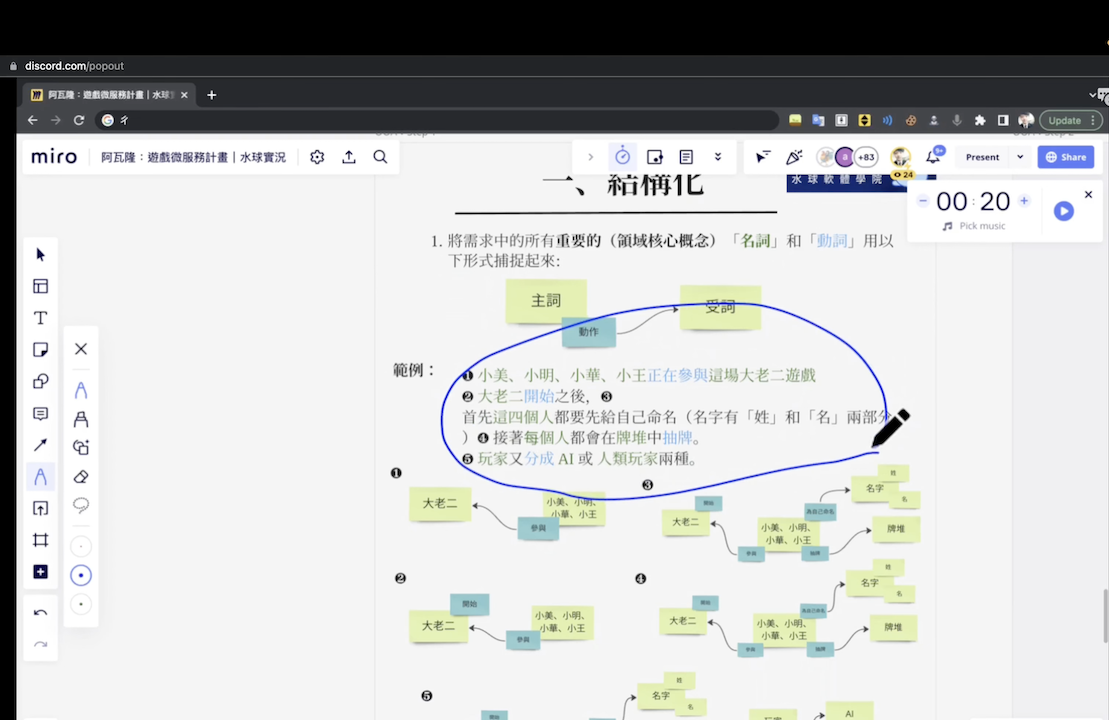 discord.com/popout
阿瓦隆：遊戲微服務計畫 | 水球
Update
miro
阿瓦隆：遊戲微服務計畫 | 水球實況
+83
9+
Present
Share
24
一、結構化
水球軟體學院
00 : 20
Pick music
1. 將需求中的所有重要的（領域核心概念）「名詞」和「動詞」用以
下形式捕捉起來:
主詞
動作
受詞
範例：
❶ 小美、小明、小華、小王正在參與這場大老二遊戲
❷ 大老二開始之後，❸
首先這四個人都要先給自己命名（名字有「姓」和「名」兩部分
）❹ 接著每個人都會在牌堆中抽牌。
❺ 玩家又分成 AI 或 人類玩家兩種。
❶
大老二
參與
小美、小明、
小華、小王
❸
開始
大老二
參與
小美、小明、
小華、小王
為自己命名
抽牌
名字
姓
名
牌堆
❷
開始
大老二
參與
小美、小明、
小華、小王
❹
開始
大老二
參與
小美、小明、
小華、小王
為自己命名
抽牌
名字
姓
名
牌堆
❺
開始
名字
姓
名
玩家
AI